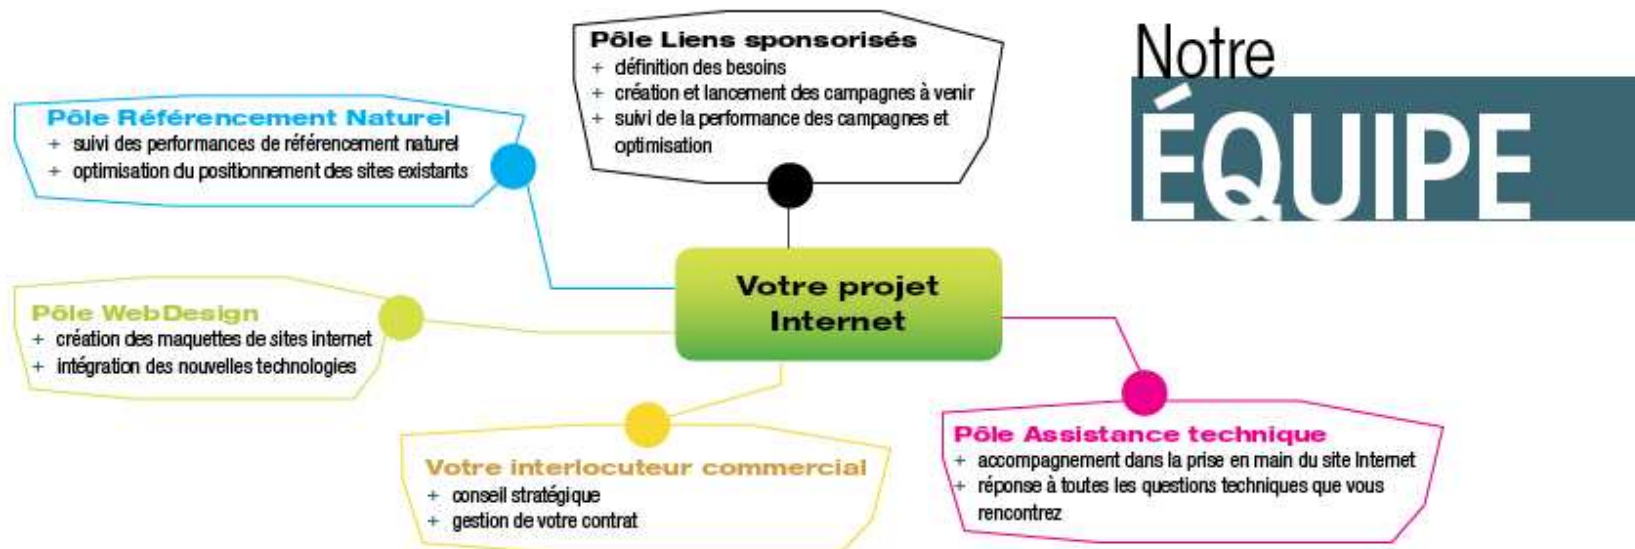 Notre
ÉQUIPE
Pôle Liens sponsorisés
+ définition des besoins
+ création et lancement des campagnes à venir
+ suivi de la performance des campagnes et
optimisation
Pôle Référencement Naturel
+ suivi des performances de référencement naturel
+ optimisation du positionnement des sites existants
Votre projet
Internet
Pôle WebDesign
+ création des maquettes de sites internet
+ intégration des nouvelles technologies
Votre interlocuteur commercial
+ conseil stratégique
+ gestion de votre contrat
Pôle Assistance technique
+ accompagnement dans la prise en main du site Internet
+ réponse à toutes les questions techniques que vous
rencontrez